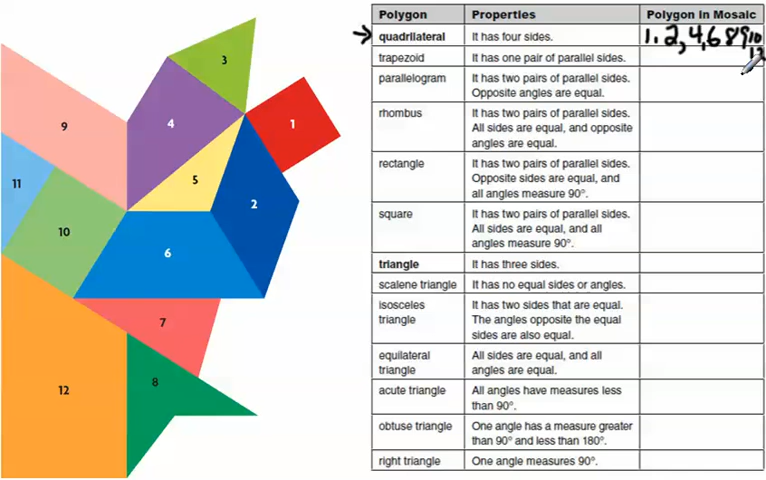 3
1
4
9
5
11
2
10
6
7
8
12
Polygon Properties Polygon in Mosaic
quadrilateral It has four sides. 1. 2, 4, 6 8 9 10
12
trapezoid It has one pair of parallel sides.
parallelogram It has two pairs of parallel sides.
Opposite angles are equal.
rhombus It has two pairs of parallel sides.
All sides are equal, and opposite
angles are equal.
rectangle It has two pairs of parallel sides.
Opposite sides are equal, and
all angles measure 90°.
square It has two pairs of parallel sides.
All sides are equal, and all
angles measure 90°.
triangle It has three sides.
scalene triangle It has no equal sides or angles.
isosceles It has two sides that are equal.
triangle The angles opposite the equal
sides are also equal.
equilateral All sides are equal, and all
triangle angles are equal.
acute triangle All angles have measures less
than 90°.
obtuse triangle One angle has a measure greater
than 90° and less than 180°.
right triangle One angle measures 90°.